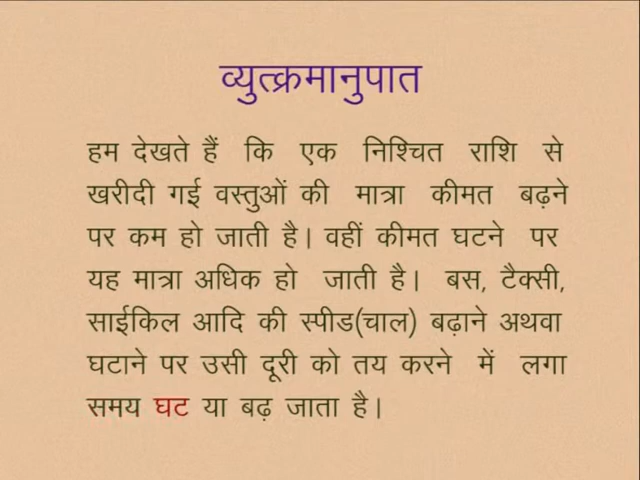 व्युत्क्रमानुपात
हम देखते हैं कि एक निश्चित राशि से
खरीदी गई वस्तुओं की मात्रा कीमत बढ़ने
पर कम हो जाती है। वहीं कीमत घटने पर
यह मात्रा अधिक हो जाती है। बस, टैक्सी,
साईकिल आदि की स्पीड(चाल) बढ़ाने अथवा
घटाने पर उसी दूरी को तय करने में लगा
समय घट या बढ़ जाता है।